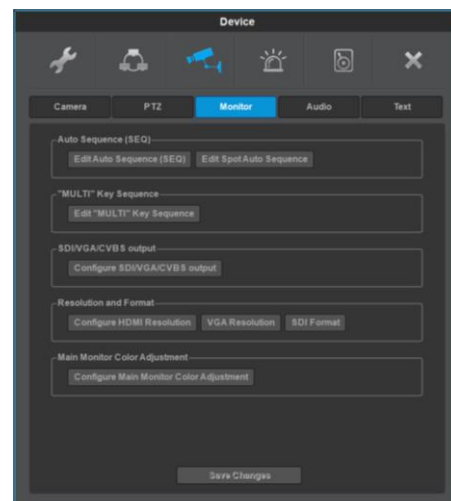 Device
Camera PTZ Monitor Audio Text
Auto Sequence (SEQ)
Edit Auto Sequence (SEQ) Edit Spot Auto Sequence
"MULTI" Key Sequence
Edit "MULTI" Key Sequence
SDI/VGA/CVBS output
Configure SDI/VGA/CVBS output
Resolution and Format
Configure HDMI Resolution VGA Resolution SDI Format
Main Monitor Color Adjustment
Configure Main Monitor Color Adjustment
Save Changes